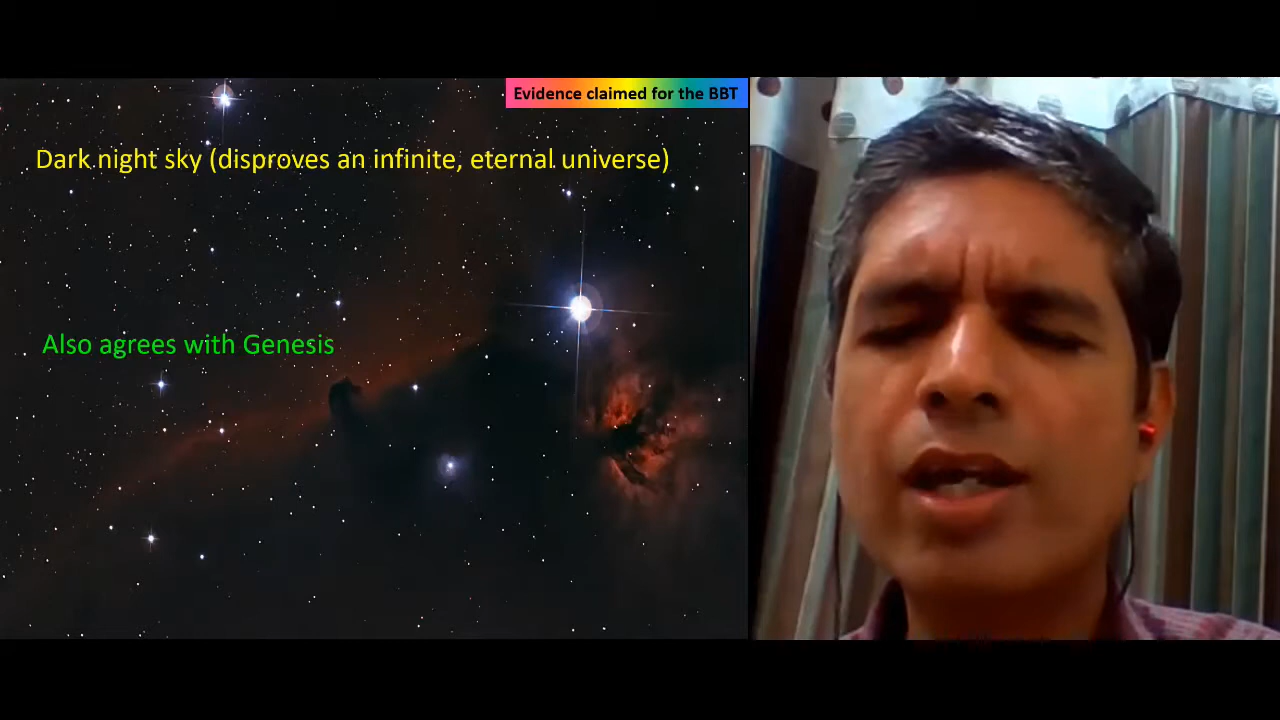 Evidence claimed for the BBT
Dark night sky (disproves an infinite, eternal universe)
Also agrees with Genesis